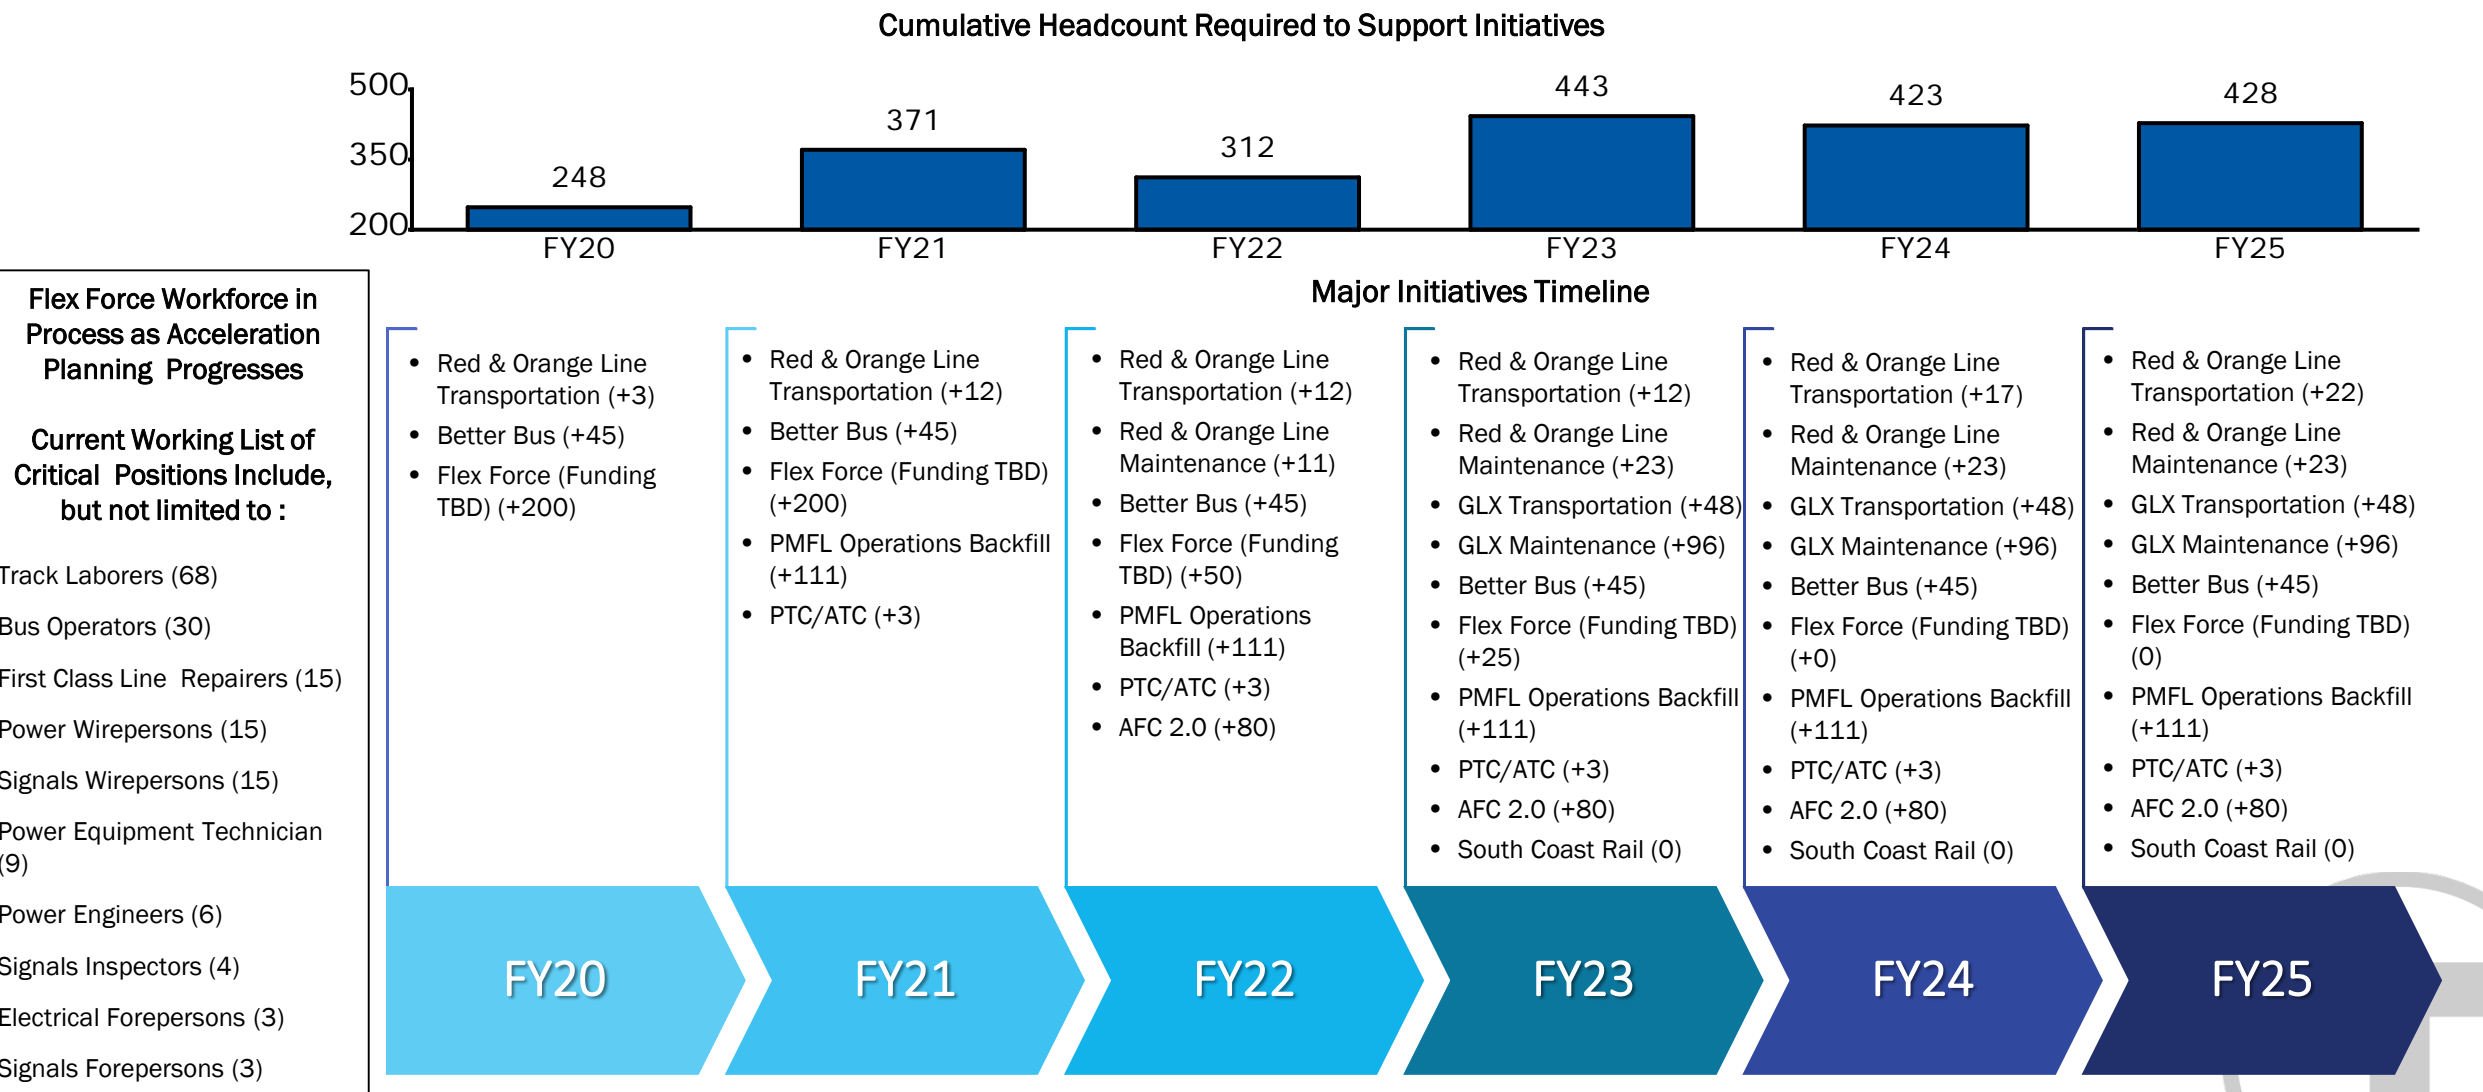 Cumulative Headcount Required to Support Initiatives
500
350
200
248
371
312
443
423
428
FY20
FY21
FY22
FY23
FY24
FY25
Flex Force Workforce in
Process as Acceleration
Planning Progresses
Current Working List of
Critical Positions Include,
but not limited to :
Track Laborers (68)
Bus Operators (30)
First Class Line Repairers (15)
Power Wirepersons (15)
Signals Wirepersons (15)
Power Equipment Technician
(9)
Power Engineers (6)
Signals Inspectors (4)
Electrical Forepersons (3)
Signals Forepersons (3)
Major Initiatives Timeline
• Red & Orange Line
Transportation (+3)
• Better Bus (+45)
• Flex Force (Funding
TBD) (+200)
• Red & Orange Line
Transportation (+12)
• Better Bus (+45)
• Flex Force (Funding TBD)
(+200)
• PMFL Operations Backfill
(+111)
• PTC/ATC (+3)
• Red & Orange Line
Transportation (+12)
• Red & Orange Line
Maintenance (+11)
• Better Bus (+45)
• Flex Force (Funding
TBD) (+50)
• PMFL Operations
Backfill (+111)
• PTC/ATC (+3)
• AFC 2.0 (+80)
• Red & Orange Line
Transportation (+12)
• Red & Orange Line
Maintenance (+23)
• GLX Transportation (+48)
• GLX Maintenance (+96)
• Better Bus (+45)
• Flex Force (Funding TBD)
(+25)
• PMFL Operations Backfill
(+111)
• PTC/ATC (+3)
• AFC 2.0 (+80)
• South Coast Rail (0)
• Red & Orange Line
Transportation (+17)
• Red & Orange Line
Maintenance (+23)
• GLX Transportation (+48)
• GLX Maintenance (+96)
• Better Bus (+45)
• Flex Force (Funding TBD)
(+0)
• PMFL Operations Backfill
(+111)
• PTC/ATC (+3)
• AFC 2.0 (+80)
• South Coast Rail (0)
• Red & Orange Line
Transportation (+22)
• Red & Orange Line
Maintenance (+23)
• GLX Transportation (+48)
• GLX Maintenance (+96)
• Better Bus (+45)
• Flex Force (Funding TBD)
(0)
• PMFL Operations Backfill
(+111)
• PTC/ATC (+3)
• AFC 2.0 (+80)
• South Coast Rail (0)
FY20
FY21
FY22
FY23
FY24
FY25